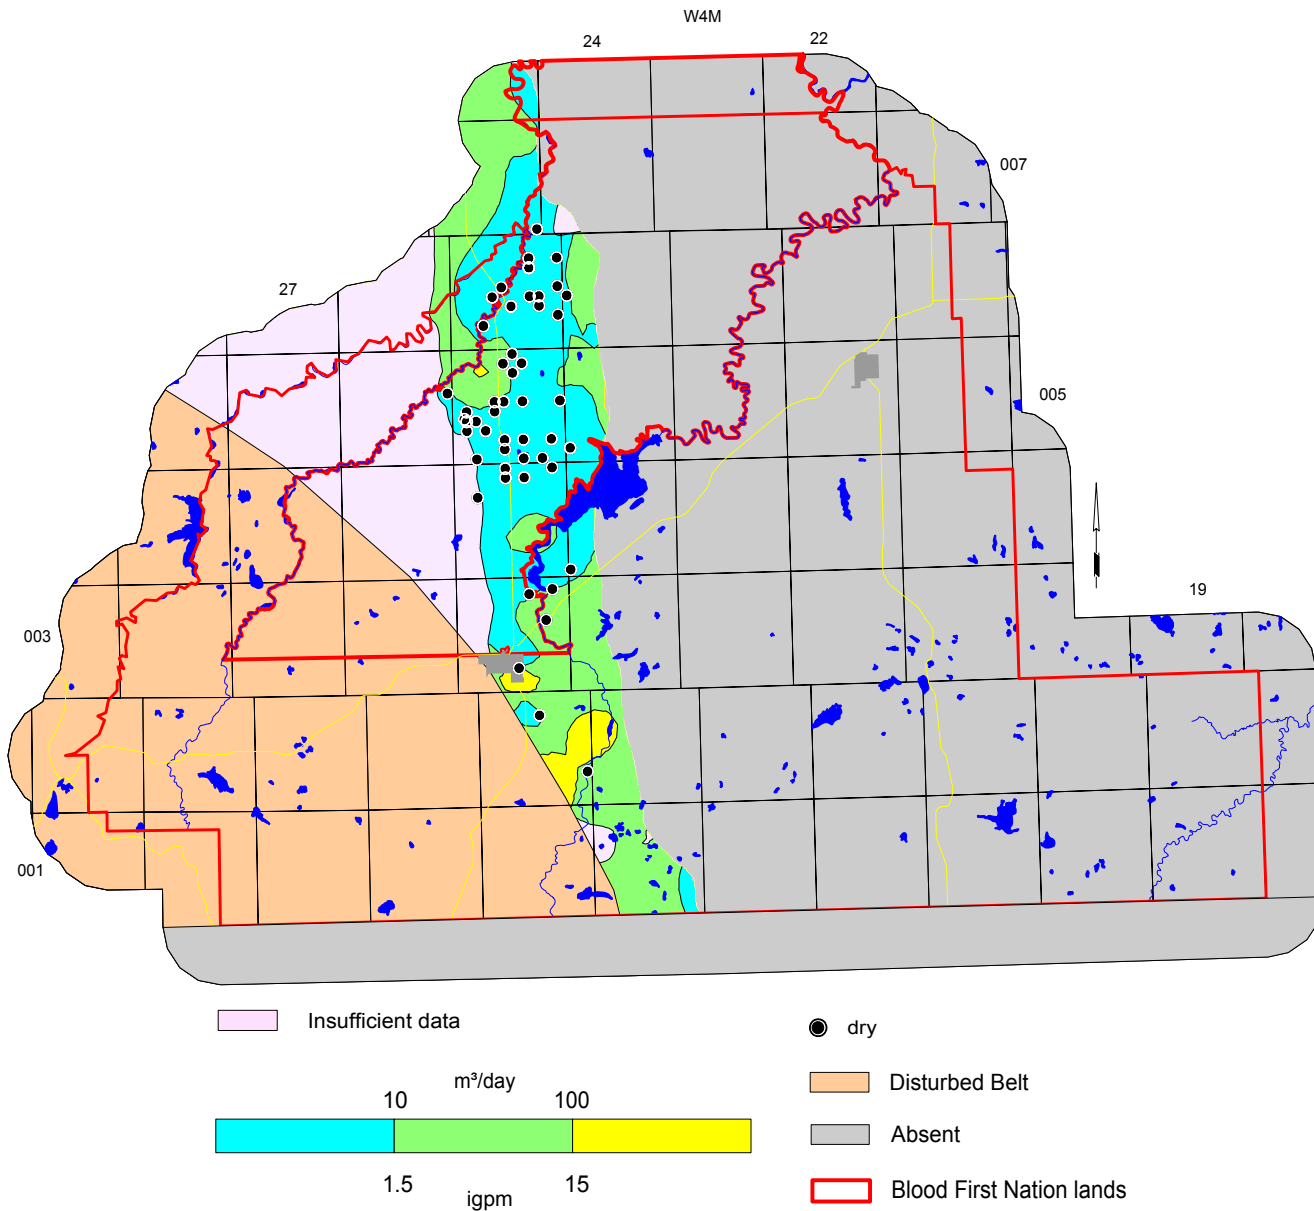 W4M
24
22
007
27
005
19
003
001
Insufficient data
dry
m³/day
Disturbed Belt
10
100
Absent
1.5
15
igpm
Blood First Nation lands